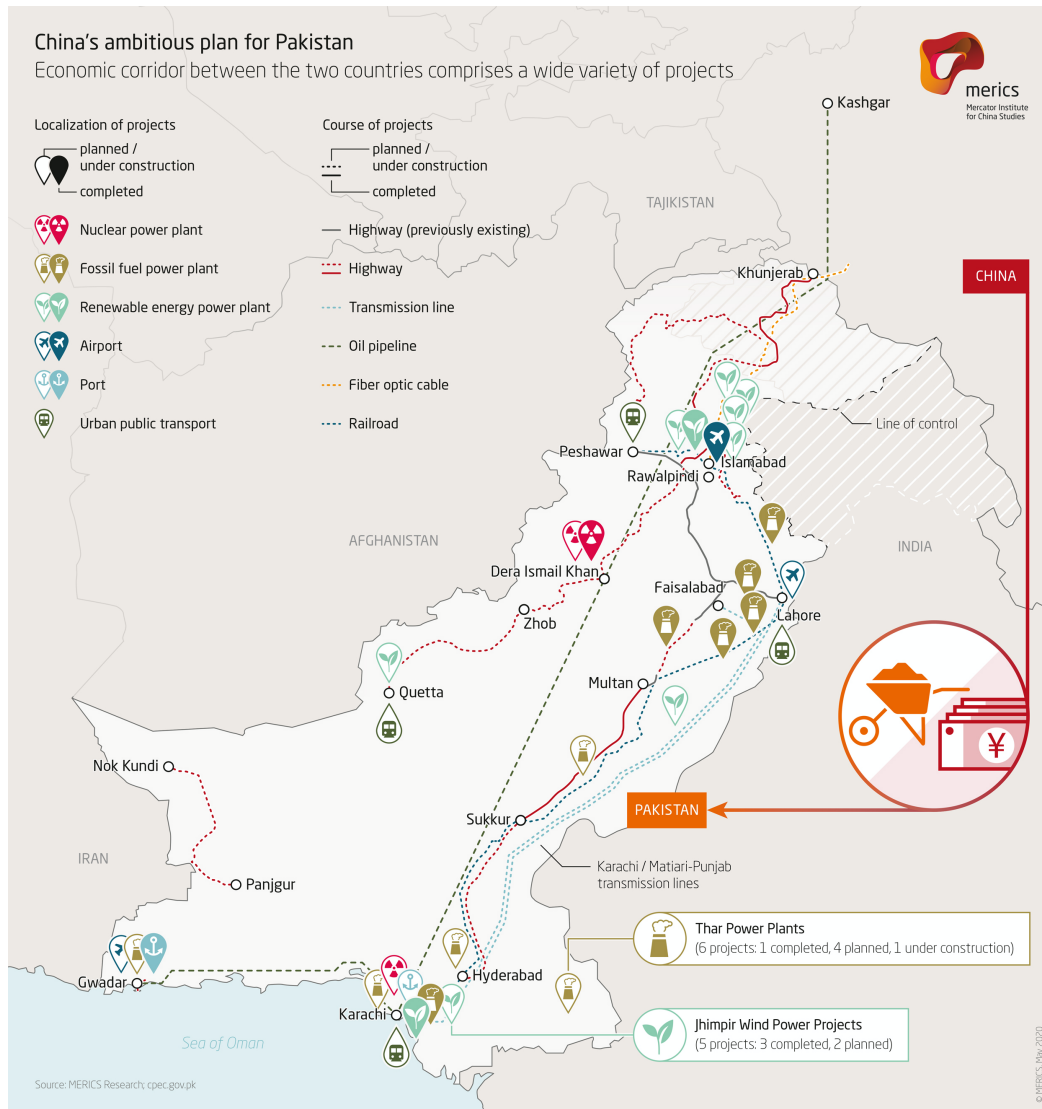 China's ambitious plan for Pakistan
Economic corridor between the two countries comprises a wide variety of projects
merics
Mercator Institute
for China Studies
Localization of projects
planned /
under construction
completed
Nuclear power plant
Fossil fuel power plant
Renewable energy power plant
Airport
Port
Urban public transport
Course of projects
planned /
under construction
completed
Highway (previously existing)
Highway
Transmission line
Oil pipeline
Fiber optic cable
Railroad
Kashgar
TAJIKISTAN
Khunjerab
CHINA
Line of control
Peshawar
Islamabad
Rawalpindi
AFGHANISTAN
INDIA
Dera Ismail Khan
Faisalabad
Lahore
Zhob
Multan
Quetta
¥
Nok Kundi
PAKISTAN
Sukkur
IRAN
Panjgur
Karachi / Matiari-Punjab
transmission lines
Thar Power Plants
(6 projects: 1 completed, 4 planned, 1 under construction)
Gwadar
Hyderabad
Karachi
Jhimpir Wind Power Projects
(5 projects: 3 completed, 2 planned)
Sea of Oman
Source: MERICS Research; cpec.gov.pk
© MERICS May 2020